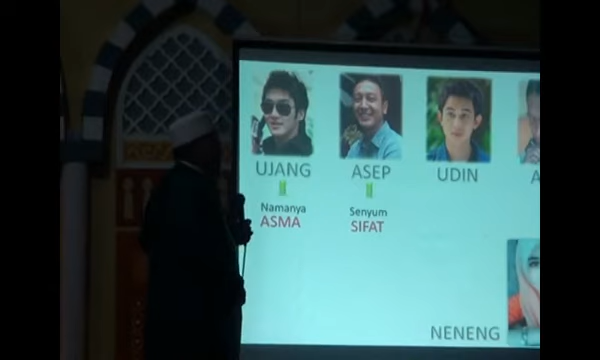 UJANG ASEP UDIN A
Namanya Senyum
ASMA SIFAT
NENENG